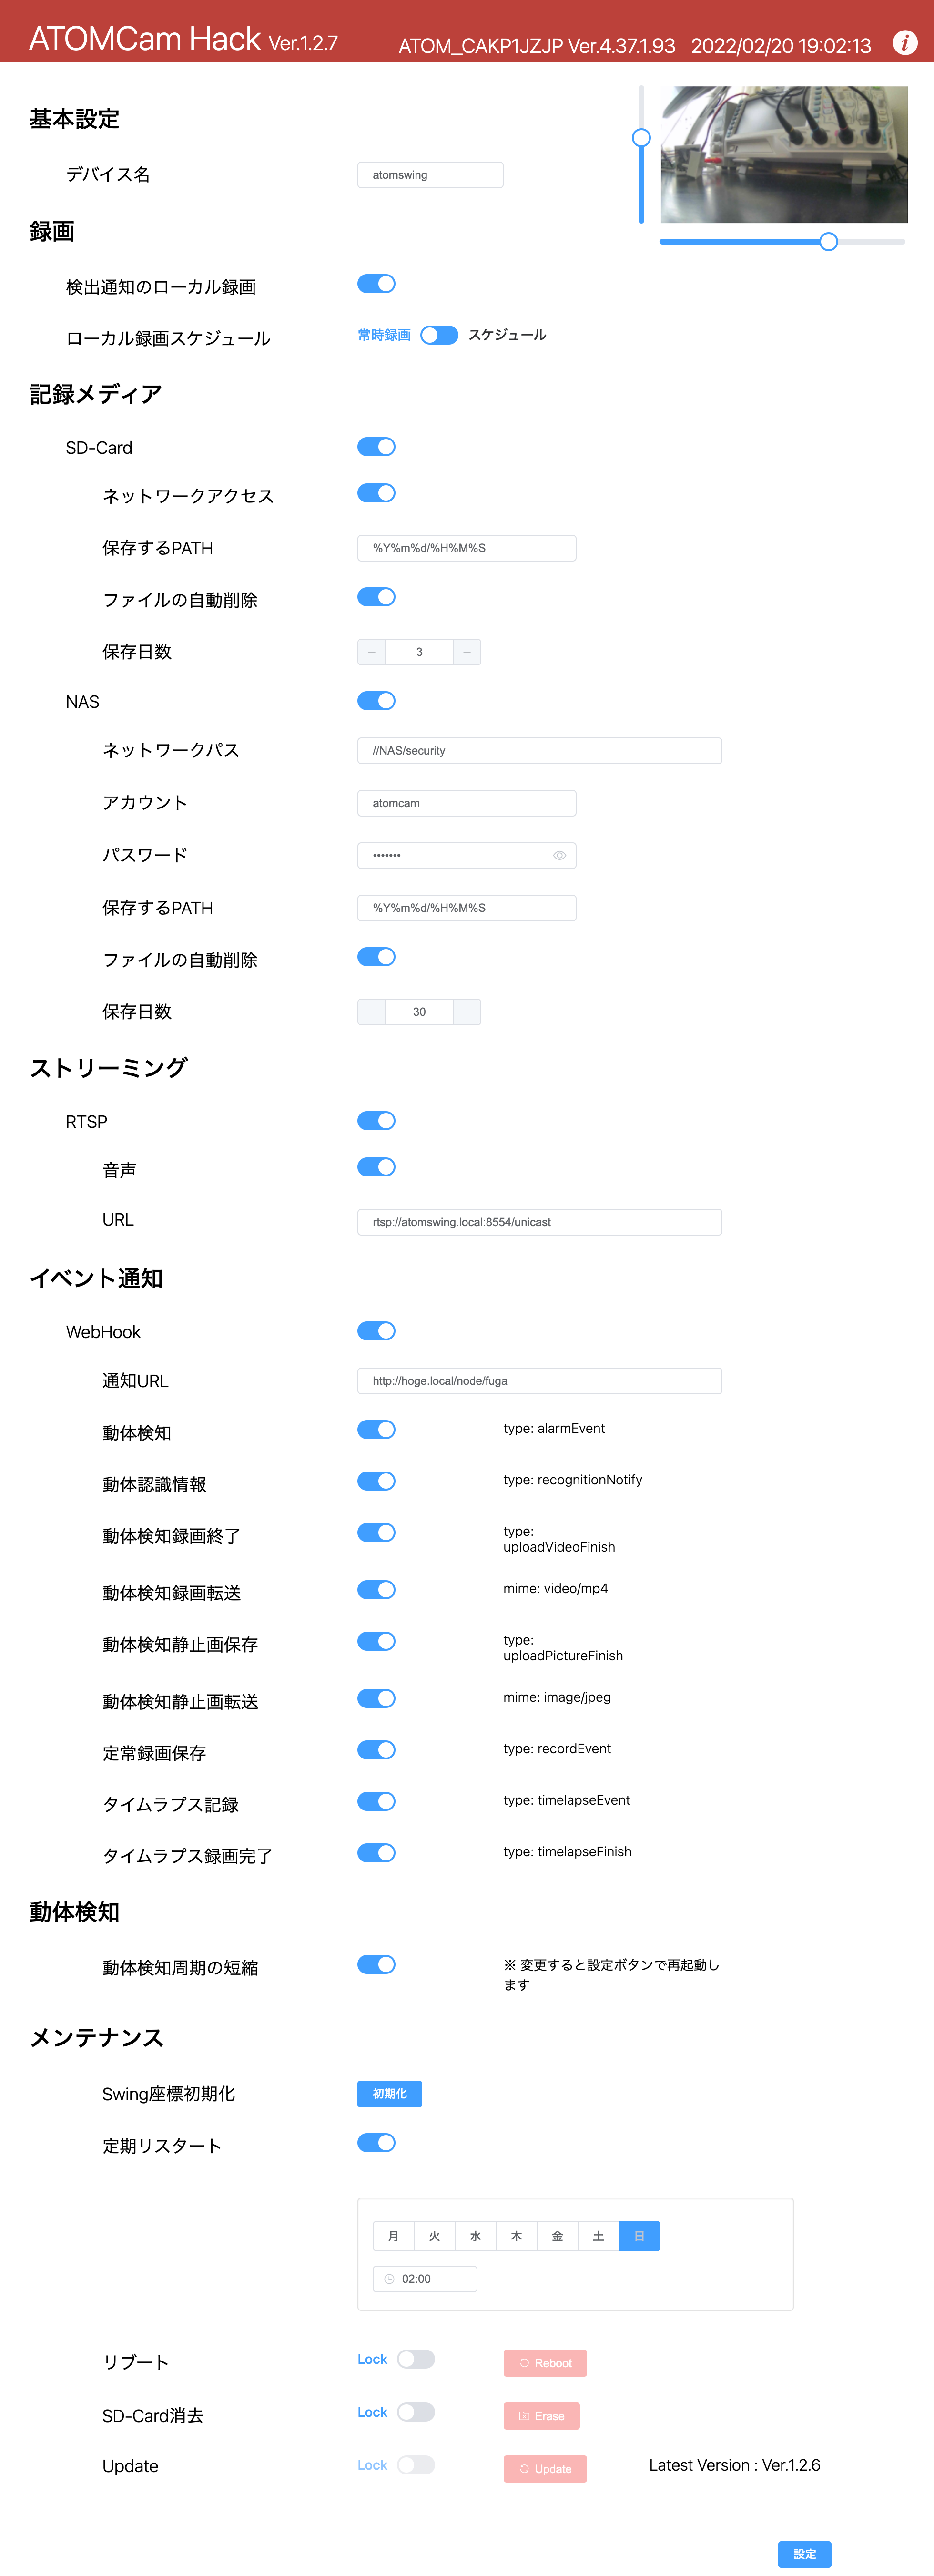 ATOMCam Hack Ver.1.2.7
ATOM_CAKP1JZJP Ver.4.37.1.93 2022/02/20 19:02:13
基本設定
デバイス名 atomswing
録画
検出通知のローカル録画
ローカル録画スケジュール 常時録画 スケジュール
記録メディア
SD-Card
ネットワークアクセス
保存するPATH %Y%m%d/%H%M%S
ファイルの自動削除
保存日数 − 3 +
NAS
ネットワークパス //NAS/security
アカウント atomcam
パスワード •••••••
保存するPATH %Y%m%d/%H%M%S
ファイルの自動削除
保存日数 − 30 +
ストリーミング
RTSP
音声
URL rtsp://atomswing.local:8554/unicast
イベント通知
WebHook
通知URL http://hoge.local/node/fuga
動体検知 type: alarmEvent
動体認識情報 type: recognitionNotify
動体検知録画終了 type:
uploadVideoFinish
動体検知録画転送 mime: video/mp4
動体検知静止画保存 type:
uploadPictureFinish
動体検知静止画転送 mime: image/jpeg
定常録画保存 type: recordEvent
タイムラプス記録 type: timelapseEvent
タイムラプス録画完了 type: timelapseFinish
動体検知
動体検知周期の短縮 ※ 変更すると設定ボタンで再起動し
ます
メンテナンス
Swing座標初期化 初期化
定期リスタート
月 火 水 木 金 土 日
02:00
リブート Lock Reboot
SD-Card消去 Lock Erase
Update Lock Update Latest Version : Ver.1.2.6
設定